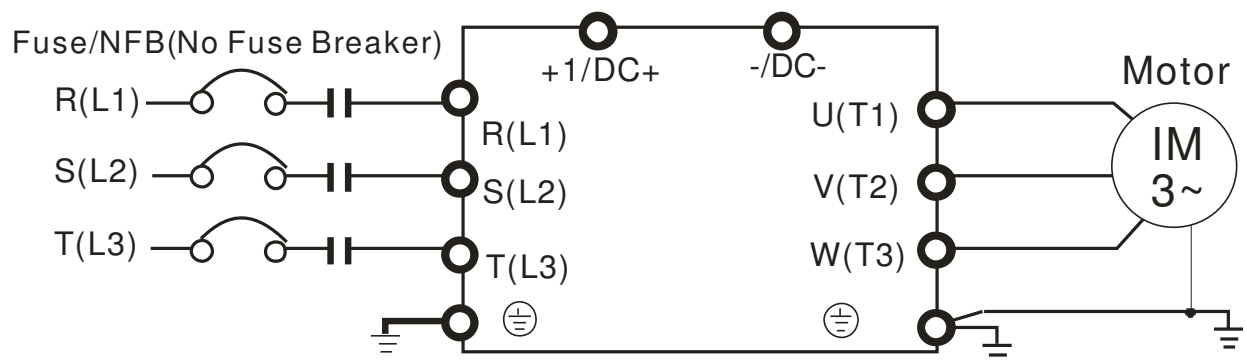 Fuse/NFB(No Fuse Breaker)
R(L1)
S(L2)
T(L3)
+1/DC+
-/DC-
R(L1)
S(L2)
T(L3)
U(T1)
V(T2)
W(T3)
Motor
IM
3~